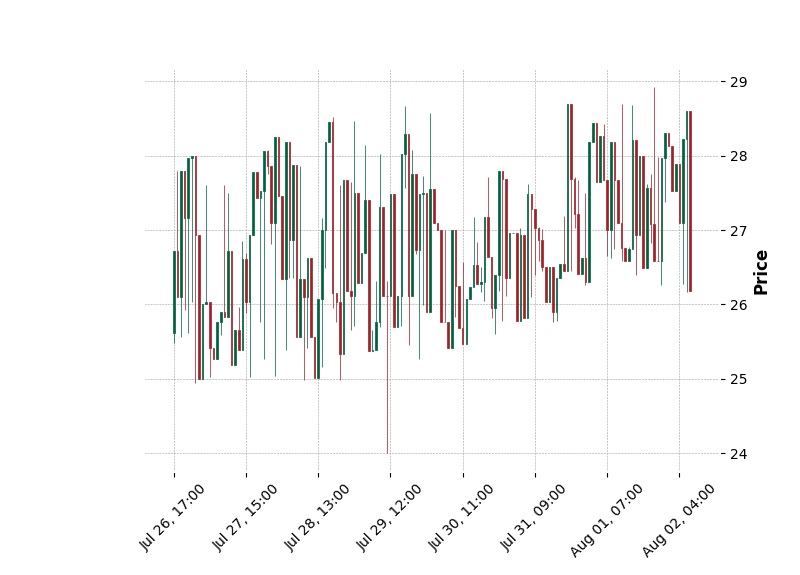 29
28
27
26
25
24
Price
Jul 26, 17:00
Jul 27, 15:00
Jul 28, 13:00
Jul 29, 12:00
Jul 30, 11:00
Jul 31, 09:00
Aug 01, 07:00
Aug 02, 04:00